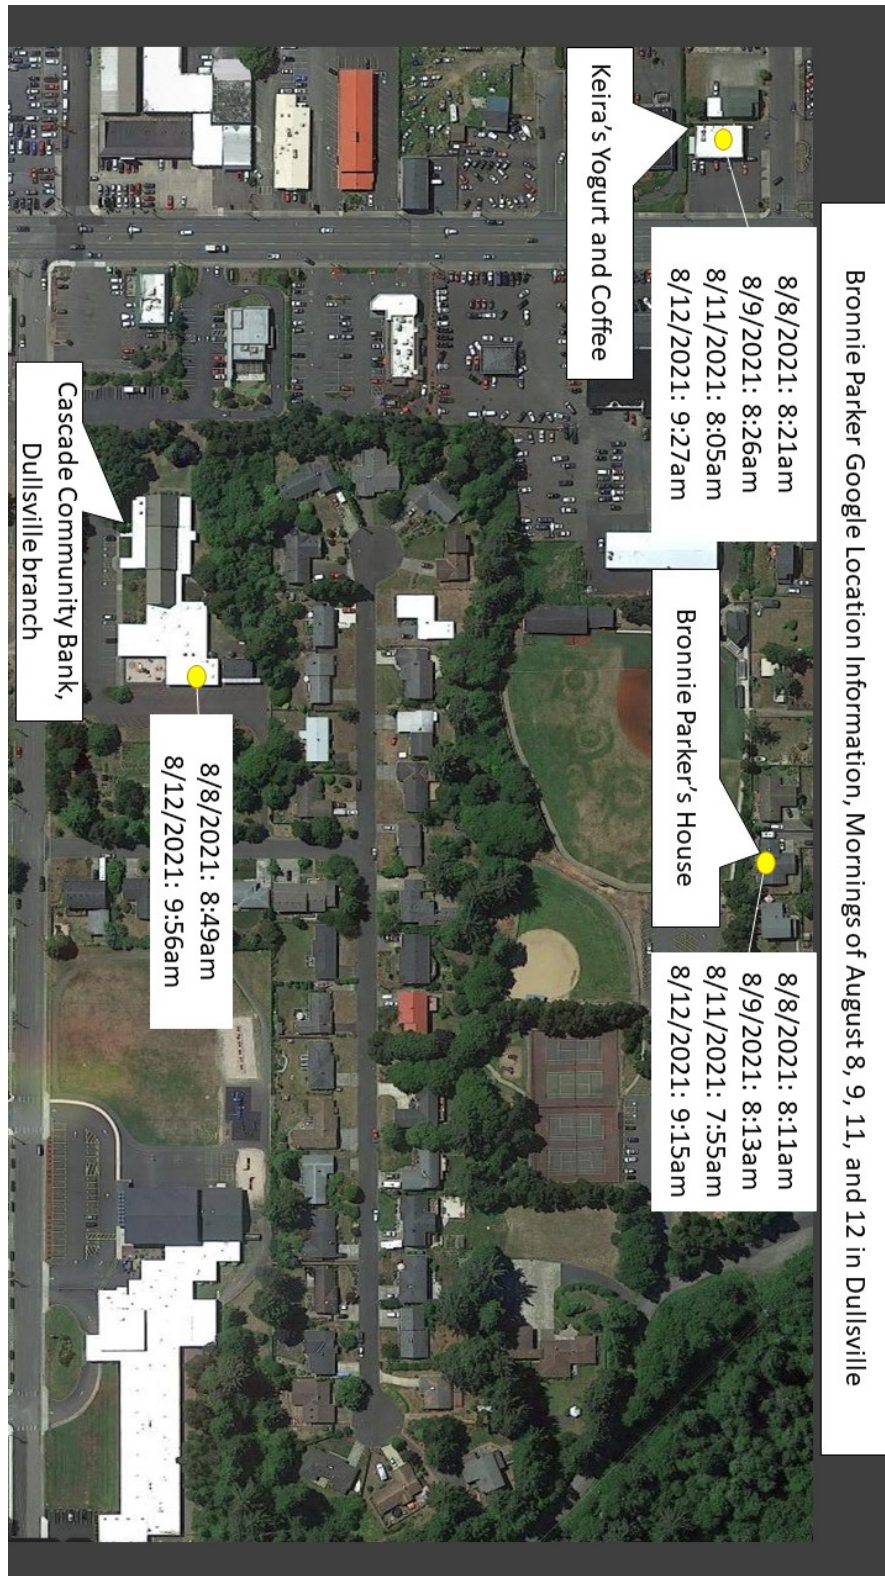 Bronnie Parker Google Location Information, Mornings of August 8, 9, 11, and 12 in Dullsville
8/8/2021: 8:21am
8/9/2021: 8:26am
8/11/2021: 8:05am
8/12/2021: 9:27am
Keira's Yogurt and Coffee
Bronnie Parker's House
8/8/2021: 8:11am
8/9/2021: 8:13am
8/11/2021: 7:55am
8/12/2021: 9:15am
Cascade Community Bank,
Dullsville branch
8/8/2021: 8:49am
8/12/2021: 9:56am